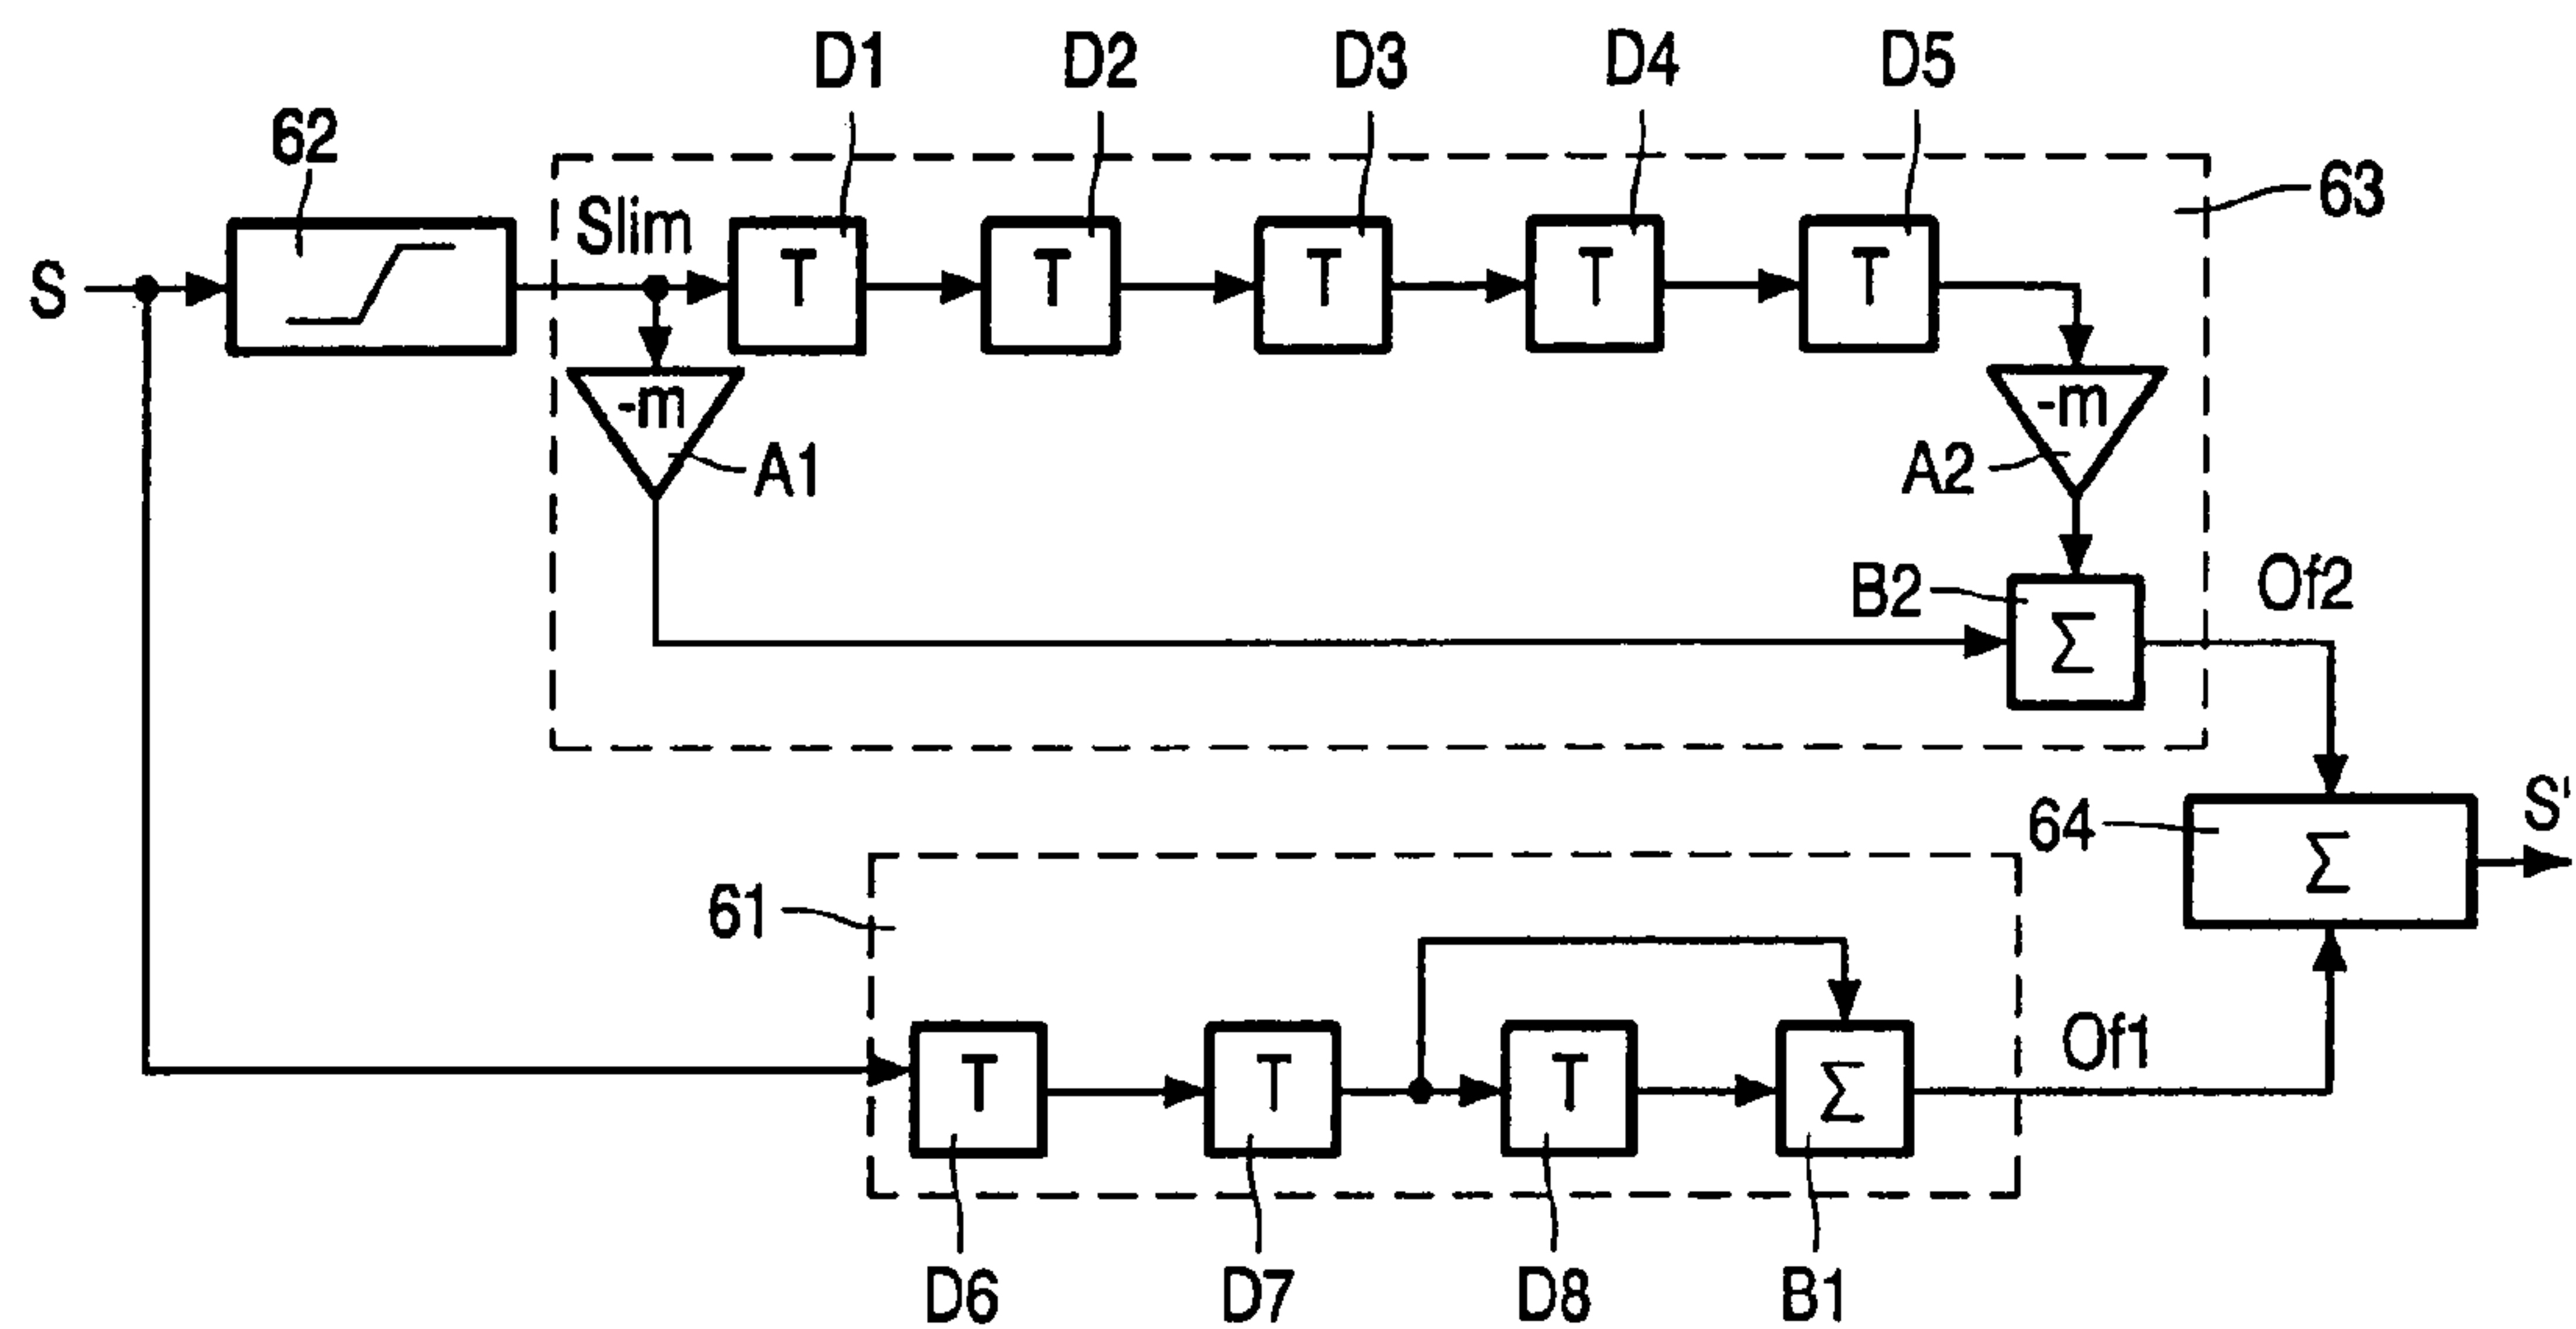 D1 D2 D3 D4 D5
62
63
Slim
S
T T T T T
-m -m
A1 A2
B2 Of2
Σ
S'
64
Σ
61
Of1
T T T Σ
D6 D7 D8 B1